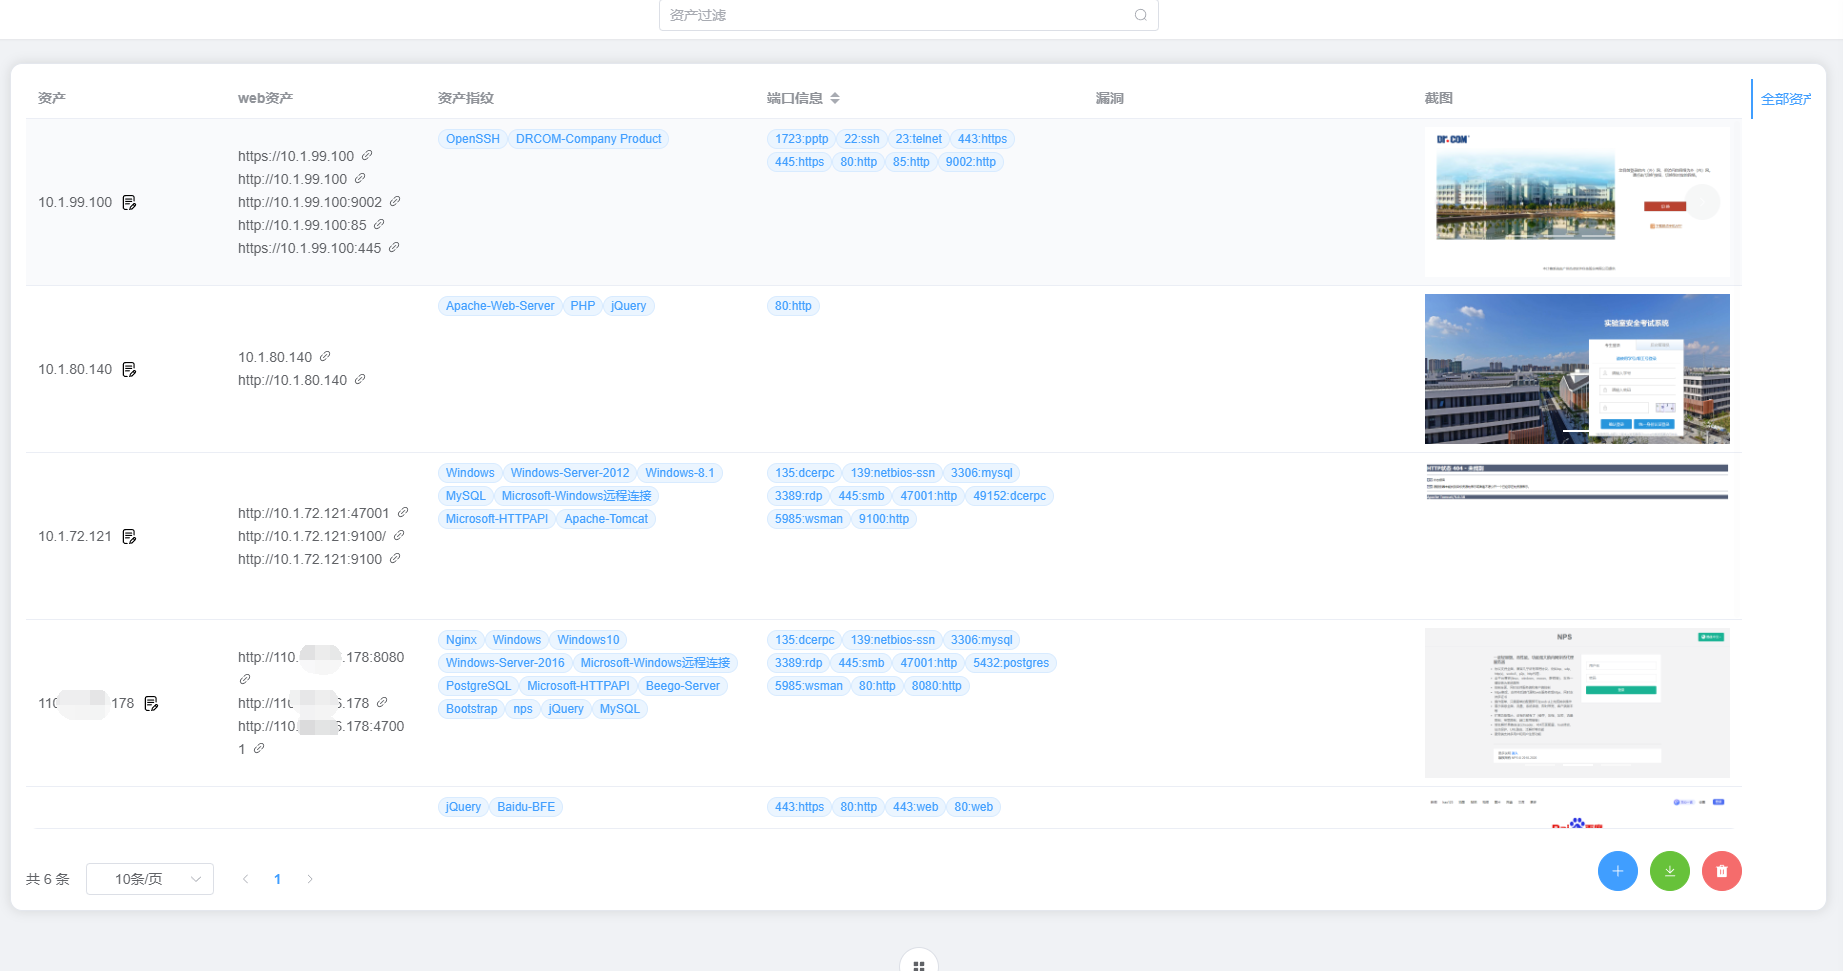 资产过滤
资产 web资产 资产指纹 端口信息 漏洞 截图 全部资产
OpenSSH DRCOM-Company Product
1723:pptp 22:ssh 23:telnet 443:https
445:https 80:http 85:http 9002:http
10.1.99.100
https://10.1.99.100
http://10.1.99.100
http://10.1.99.100:9002
http://10.1.99.100:85
https://10.1.99.100:445
Dr.COM
Apache-Web-Server PHP jQuery
80:http
10.1.80.140
10.1.80.140
http://10.1.80.140
实验室安全考试系统
Windows Windows-Server-2012 Windows-8.1
MySQL Microsoft-Windows远程连接
Microsoft-HTTPAPI Apache-Tomcat
135:dcerpc 139:netbios-ssn 3306:mysql
3389:rdp 445:smb 47001:http 49152:dcerpc
5985:wsman 9100:http
10.1.72.121
http://10.1.72.121:47001
http://10.1.72.121:9100/
http://10.1.72.121:9100
HTTP状态 404 - 未找到
Nginx Windows Windows10
Windows-Server-2016 Microsoft-Windows远程连接
PostgreSQL Microsoft-HTTPAPI Beego-Server
Bootstrap nps jQuery MySQL
135:dcerpc 139:netbios-ssn 3306:mysql
3389:rdp 445:smb 47001:http 5432:postgres
5985:wsman 80:http 8080:http
110 178
http://110. .178:8080
http://110 6.178
http://110. 6.178:4700
1
NPS
jQuery Baidu-BFE
443:https 80:http 443:web 80:web
共 6 条 10条/页 1